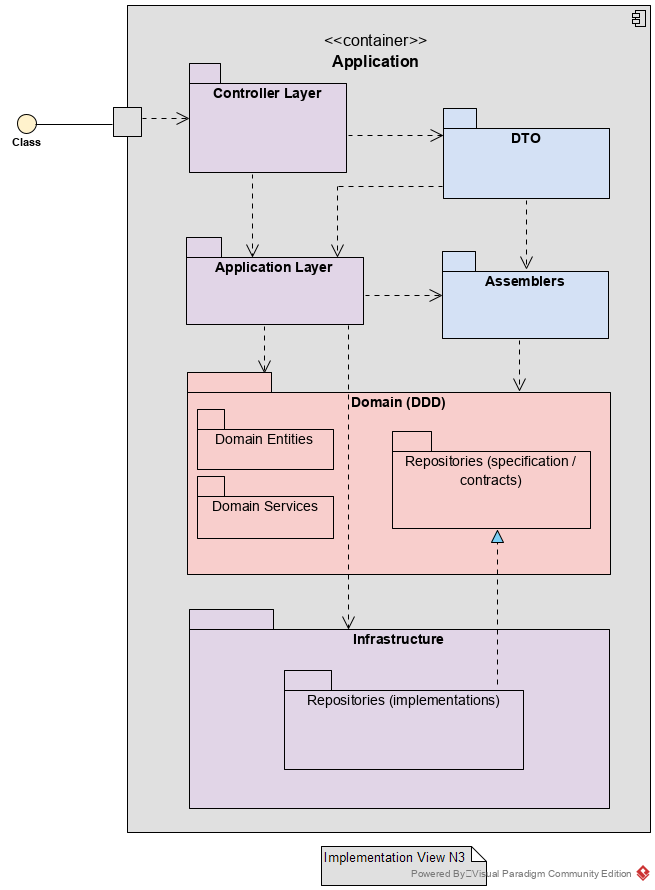 <<container>>
Application
Controller Layer
Class
DTO
Application Layer
Assemblers
Domain (DDD)
Domain Entities
Repositories (specification /
contracts)
Domain Services
Infrastructure
Repositories (implementations)
Implementation View N3
Powered By Visual Paradigm Community Edition